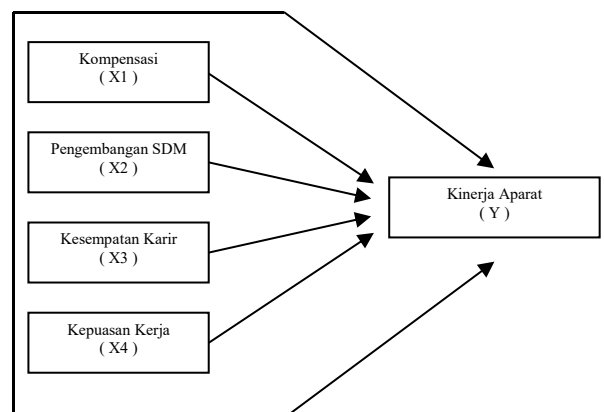 Kompensasi
( X1 )
Pengembangan SDM
( X2 )
Kinerja Aparat
( Y )
Kesempatan Karir
( X3 )
Kepuasan Kerja
( X4 )